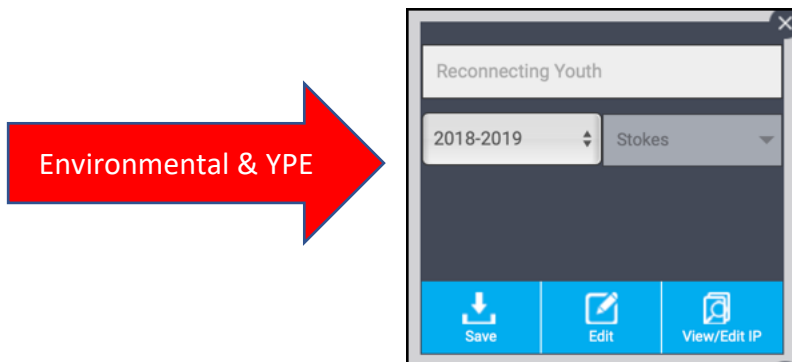 Environmental & YPE
Reconnecting Youth
2018-2019 Stokes
Save Edit View/Edit IP